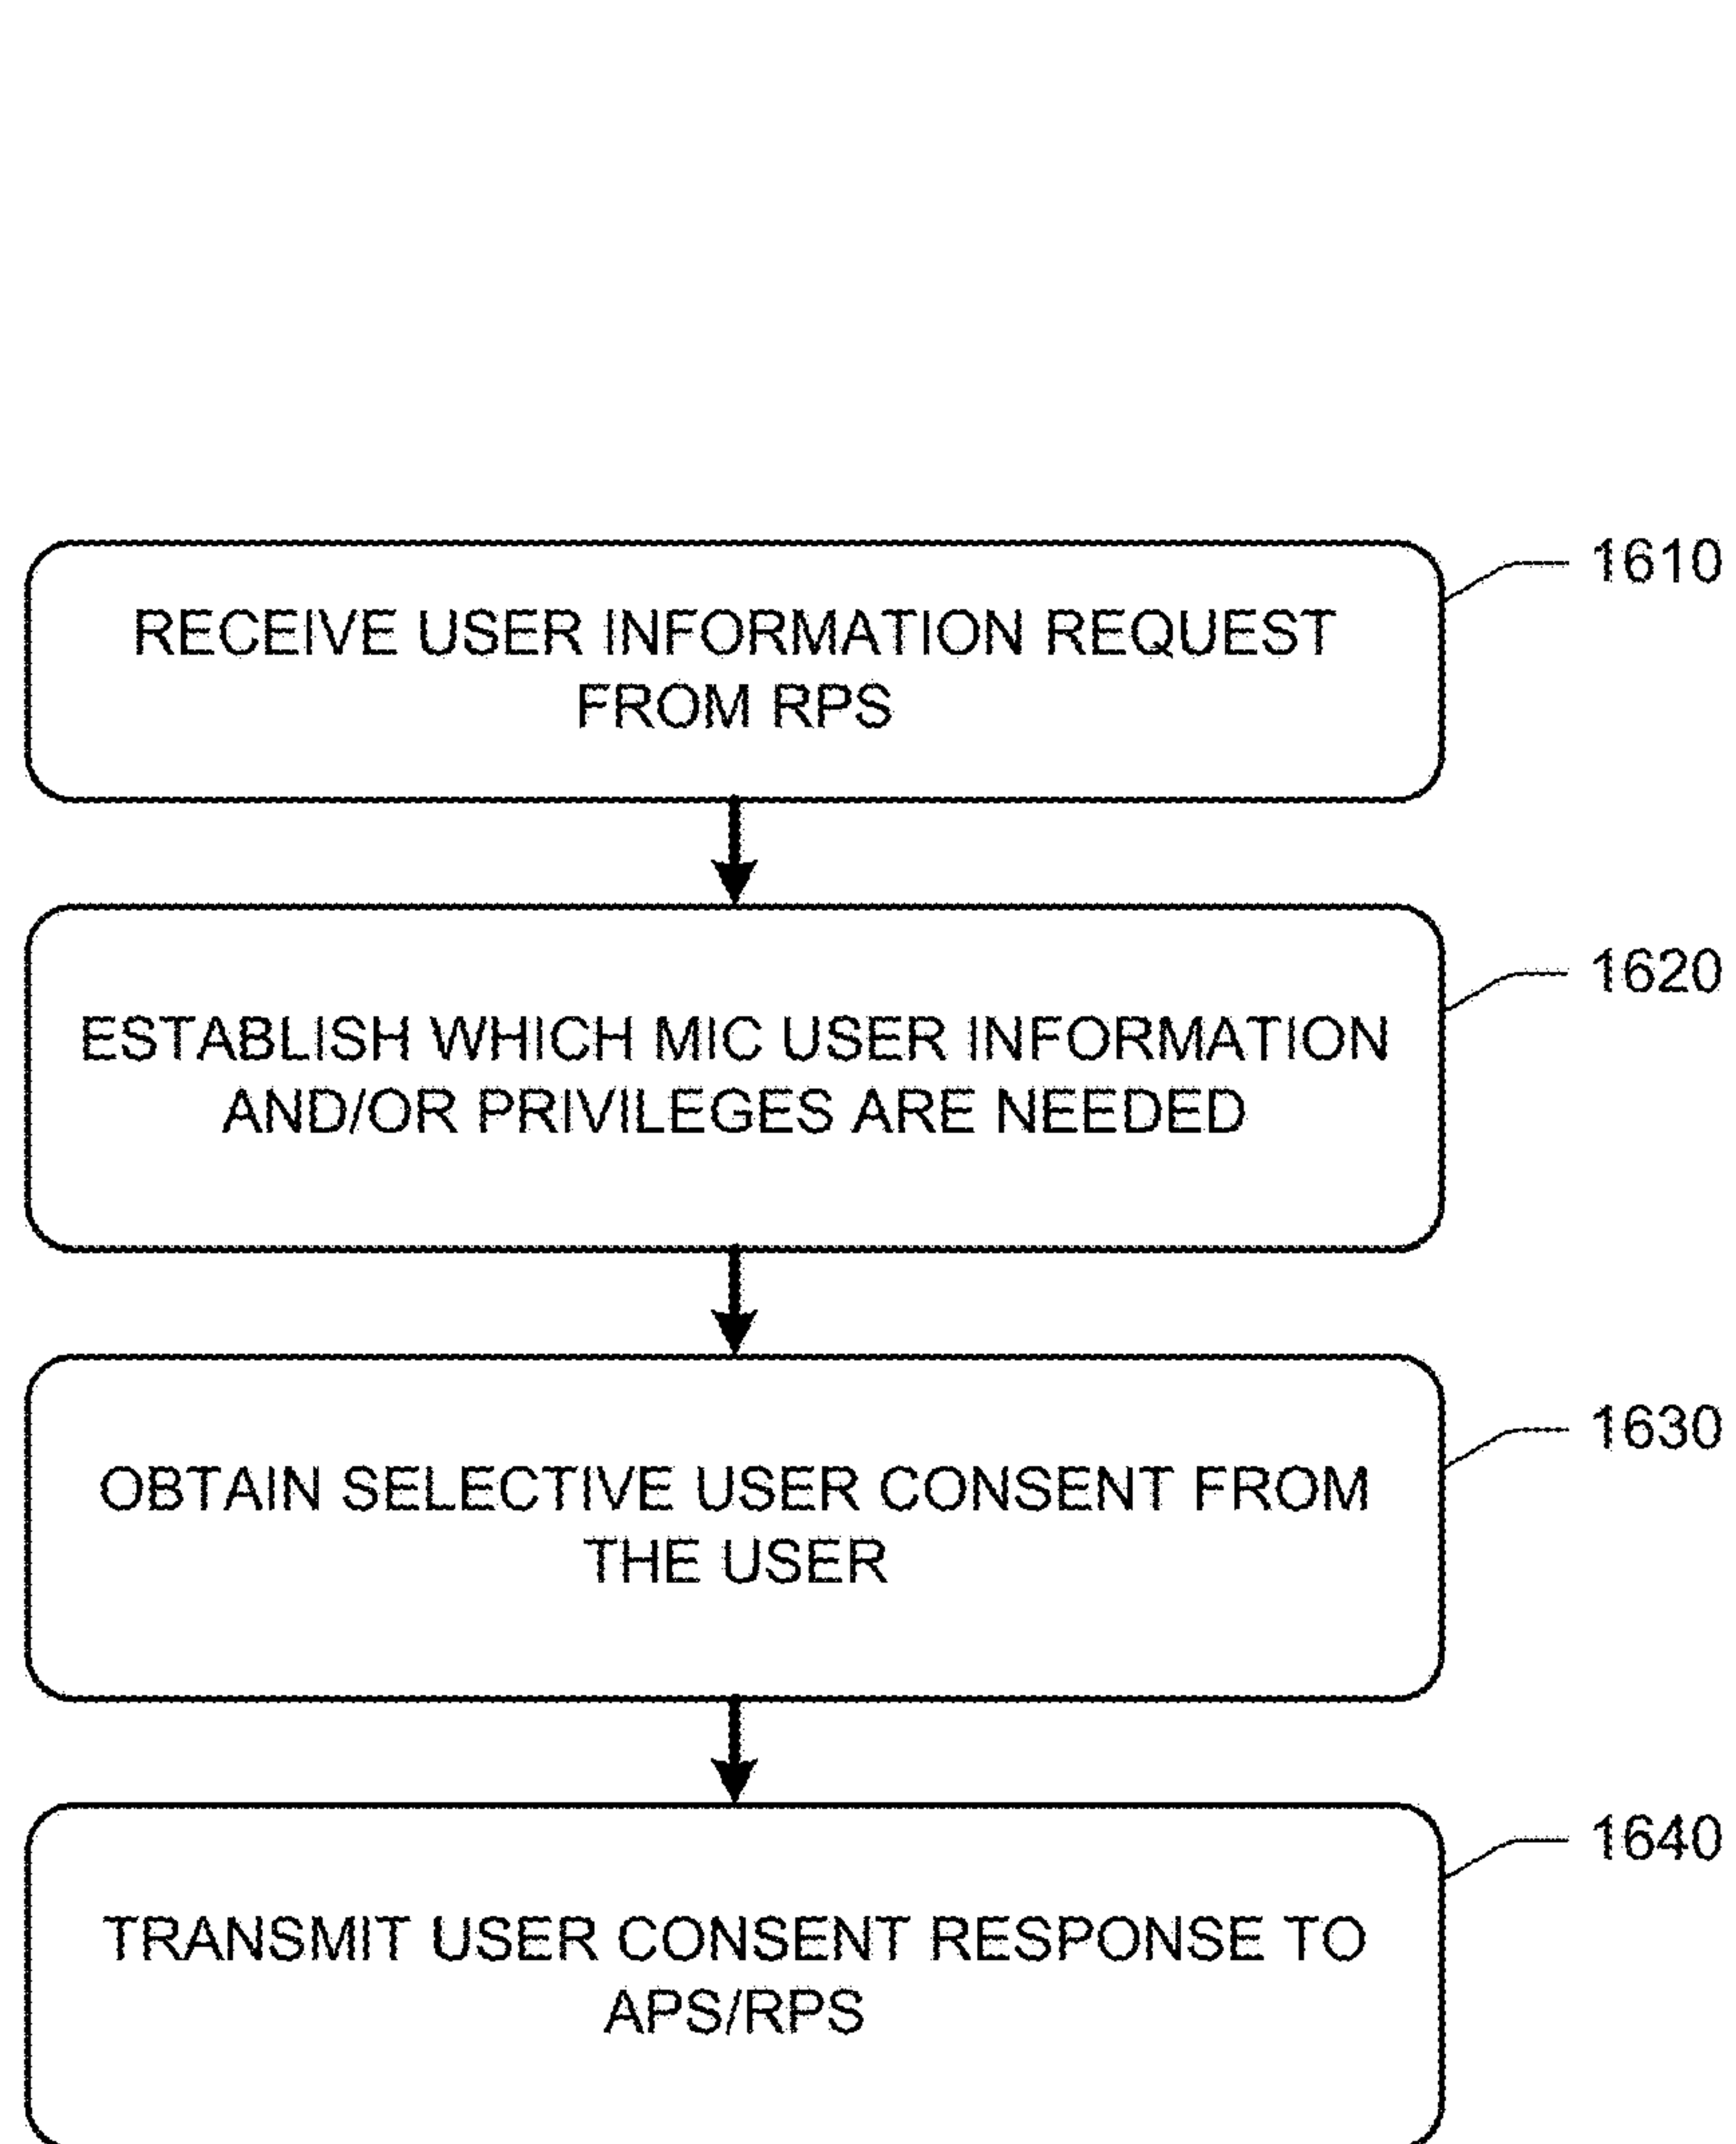 1610
RECEIVE USER INFORMATION REQUEST
FROM RPS
1620
ESTABLISH WHICH MIC USER INFORMATION
AND/OR PRIVILEGES ARE NEEDED
1630
OBTAIN SELECTIVE USER CONSENT FROM
THE USER
1640
TRANSMIT USER CONSENT RESPONSE TO
APS/RPS